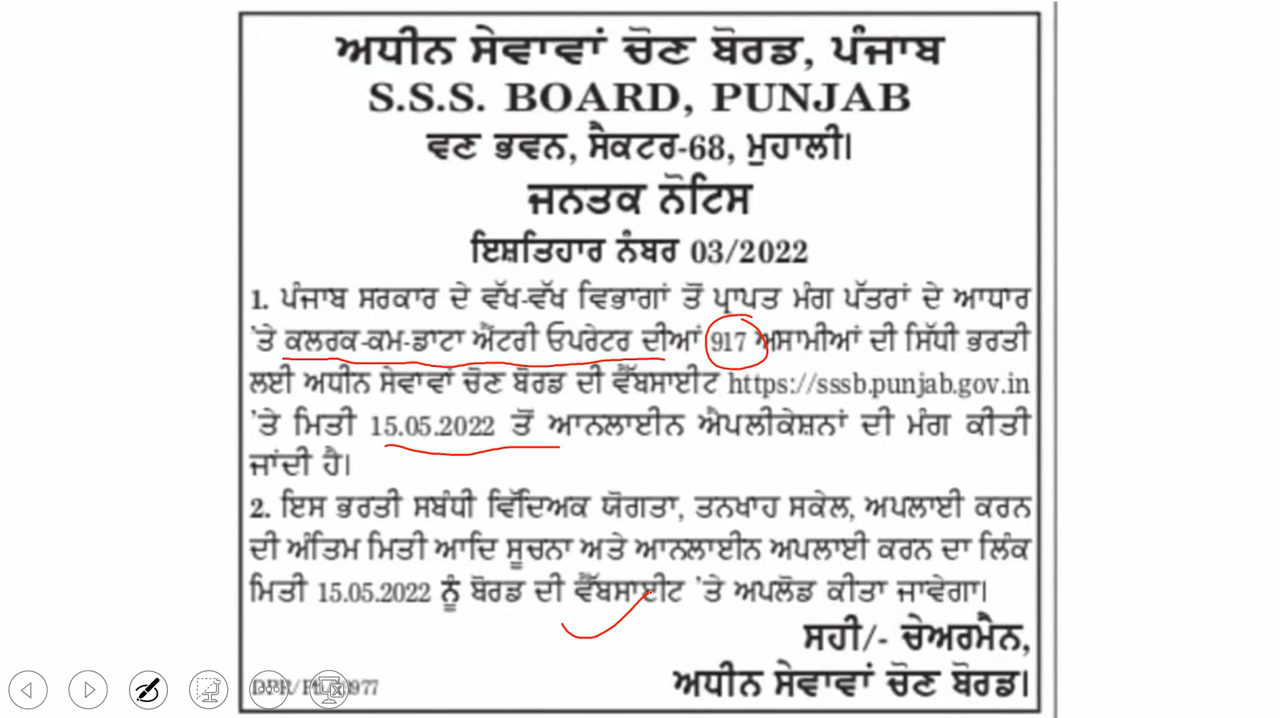 ਅਧੀਨ ਸੇਵਾਵਾਂ ਚੋਣ ਬੋਰਡ, ਪੰਜਾਬ
S.S.S. BOARD, PUNJAB
ਵਣ ਭਵਨ, ਸੈਕਟਰ-68, ਮੁਹਾਲੀ।
ਜਨਤਕ ਨੋਟਿਸ
ਇਸ਼ਤਿਹਾਰ ਨੰਬਰ 03/2022
1. ਪੰਜਾਬ ਸਰਕਾਰ ਦੇ ਵੱਖ-ਵੱਖ ਵਿਭਾਗਾਂ ਤੋਂ ਪ੍ਰਾਪਤ ਮੰਗ ਪੱਤਰਾਂ ਦੇ ਆਧਾਰ
'ਤੇ ਕਲਰਕ-ਕਮ-ਡਾਟਾ ਐਂਟਰੀ ਓਪਰੇਟਰ ਦੀਆਂ 917 ਅਸਾਮੀਆਂ ਦੀ ਸਿੱਧੀ ਭਰਤੀ
ਲਈ ਅਧੀਨ ਸੇਵਾਵਾਂ ਚੋਣ ਬੋਰਡ ਦੀ ਵੈੱਬਸਾਈਟ https://sssb.punjab.gov.in
'ਤੇ ਮਿਤੀ 15.05.2022 ਤੋਂ ਆਨਲਾਈਨ ਐਪਲੀਕੇਸ਼ਨਾਂ ਦੀ ਮੰਗ ਕੀਤੀ
ਜਾਂਦੀ ਹੈ।
2. ਇਸ ਭਰਤੀ ਸਬੰਧੀ ਵਿੱਦਿਅਕ ਯੋਗਤਾ, ਤਨਖਾਹ ਸਕੇਲ, ਅਪਲਾਈ ਕਰਨ
ਦੀ ਅੰਤਿਮ ਮਿਤੀ ਆਦਿ ਸੂਚਨਾ ਅਤੇ ਆਨਲਾਈਨ ਅਪਲਾਈ ਕਰਨ ਦਾ ਲਿੰਕ
ਮਿਤੀ 15.05.2022 ਨੂੰ ਬੋਰਡ ਦੀ ਵੈੱਬਸਾਈਟ 'ਤੇ ਅਪਲੋਡ ਕੀਤਾ ਜਾਵੇਗਾ।
ਸਹੀ/- ਚੇਅਰਮੈਨ,
ਅਧੀਨ ਸੇਵਾਵਾਂ ਚੋਣ ਬੋਰਡ।